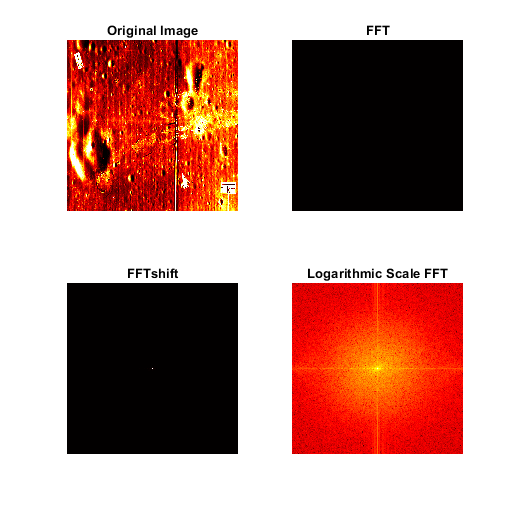 Original Image
FFT
FFTshift
Logarithmic Scale FFT